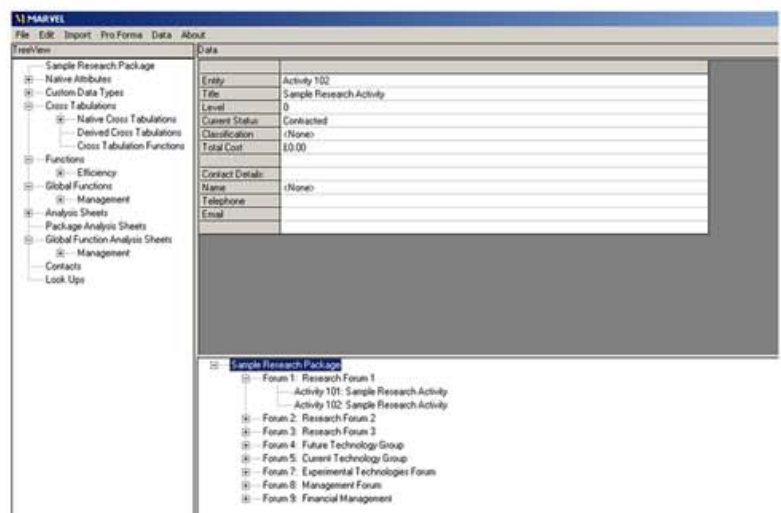 MARVEL
File Edit Import Pro Forma Data About
TreeView
Sample Research Package
Native Attributes
Custom Data Types
Cross Tabulations
Native Cross Tabulations
Derived Cross Tabulations
Cross Tabulation Functions
Functions
Efficiency
Global Functions
Management
Analysis Sheets
Package Analysis Sheets
Global Function Analysis Sheets
Management
Contacts
Look Ups
Data
Entity Activity 102
Title Sample Research Activity
Level 0
Current Status Contracted
Classification <None>
Total Cost £0.00
Contact Details:
Name <None>
Telephone
Email
Sample Research Package
Forum 1: Research Forum 1
Activity 101: Sample Research Activity
Activity 102: Sample Research Activity
Forum 2: Research Forum 2
Forum 3: Research Forum 3
Forum 4: Future Technology Group
Forum 5: Current Technology Group
Forum 7: Experimental Technologies Forum
Forum 8: Management Forum
Forum 9: Financial Management